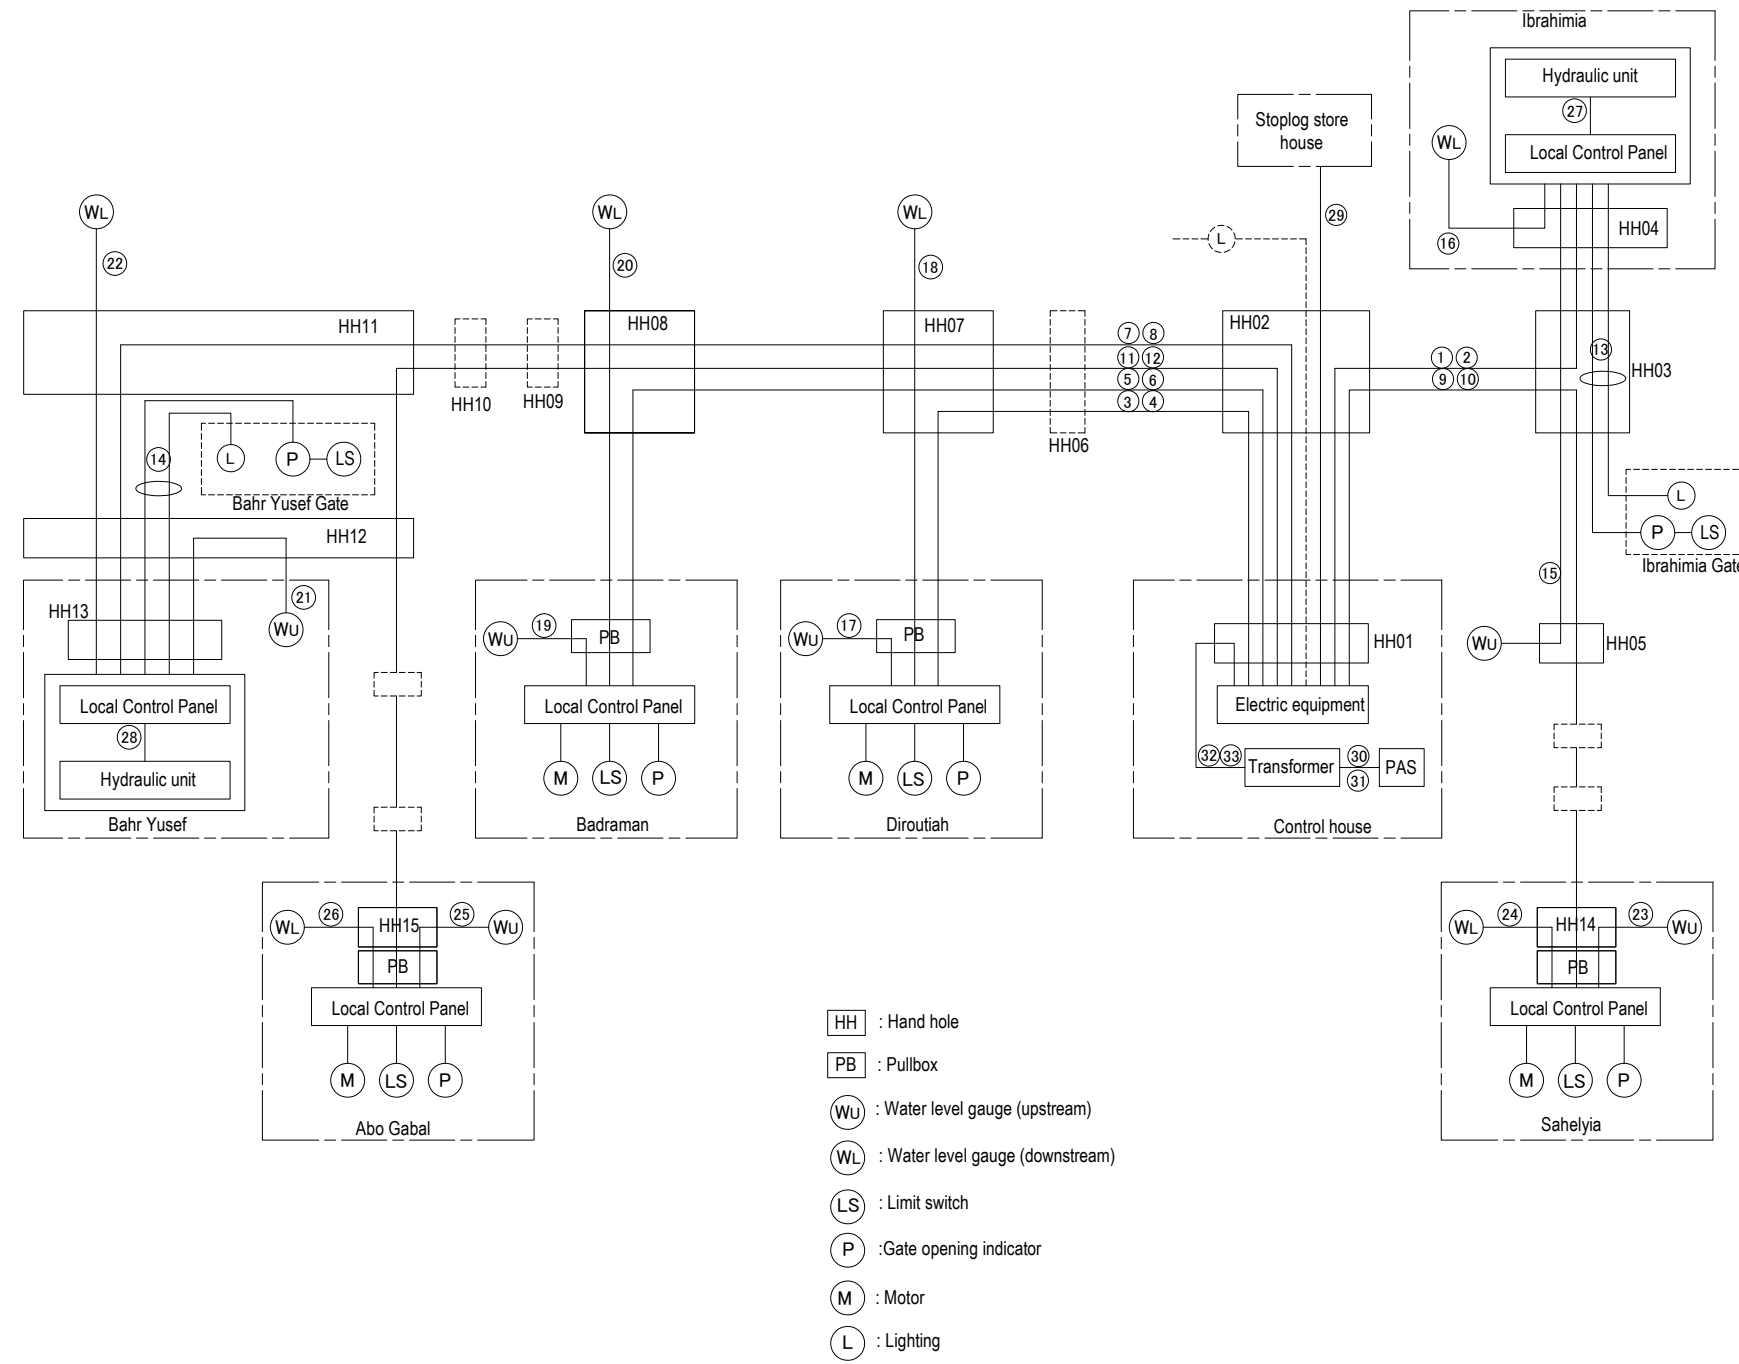 Ibrahimia
Hydraulic unit
27
Local Control Panel
WL
16
HH04
Stoplog store
house
29
L
WL
22
WL
20
WL
18
HH11
HH10
HH09
HH08
HH07
HH06
7 8
11 12
5 6
3 4
HH02
1 2
9 10
13
HH03
14
L
P
LS
Bahr Yusef Gate
HH12
L
P
LS
Ibrahimia Gate
15
HH13
21
WU
Local Control Panel
28
Hydraulic unit
Bahr Yusef
WU
19
PB
Local Control Panel
M
LS
P
Badraman
WU
17
PB
Local Control Panel
M
LS
P
Diroutiah
HH01
Electric equipment
32 33
Transformer
30
31
PAS
Control house
WU
HH05
WL
26
HH15
25
WU
PB
Local Control Panel
M
LS
P
Abo Gabal
WL
24
HH14
23
WU
PB
Local Control Panel
M
LS
P
Sahelyia
HH : Hand hole
PB : Pullbox
WU : Water level gauge (upstream)
WL : Water level gauge (downstream)
LS : Limit switch
P :Gate opening indicator
M : Motor
L : Lighting